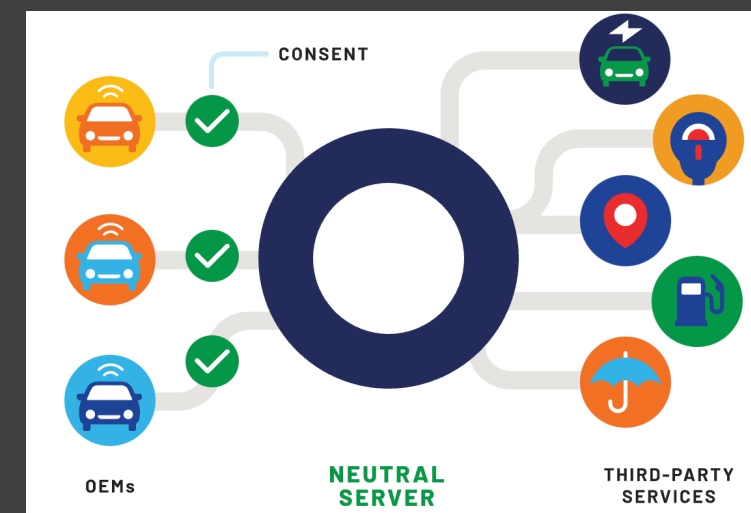 CONSENT
OEMs
NEUTRAL
SERVER
THIRD-PARTY
SERVICES